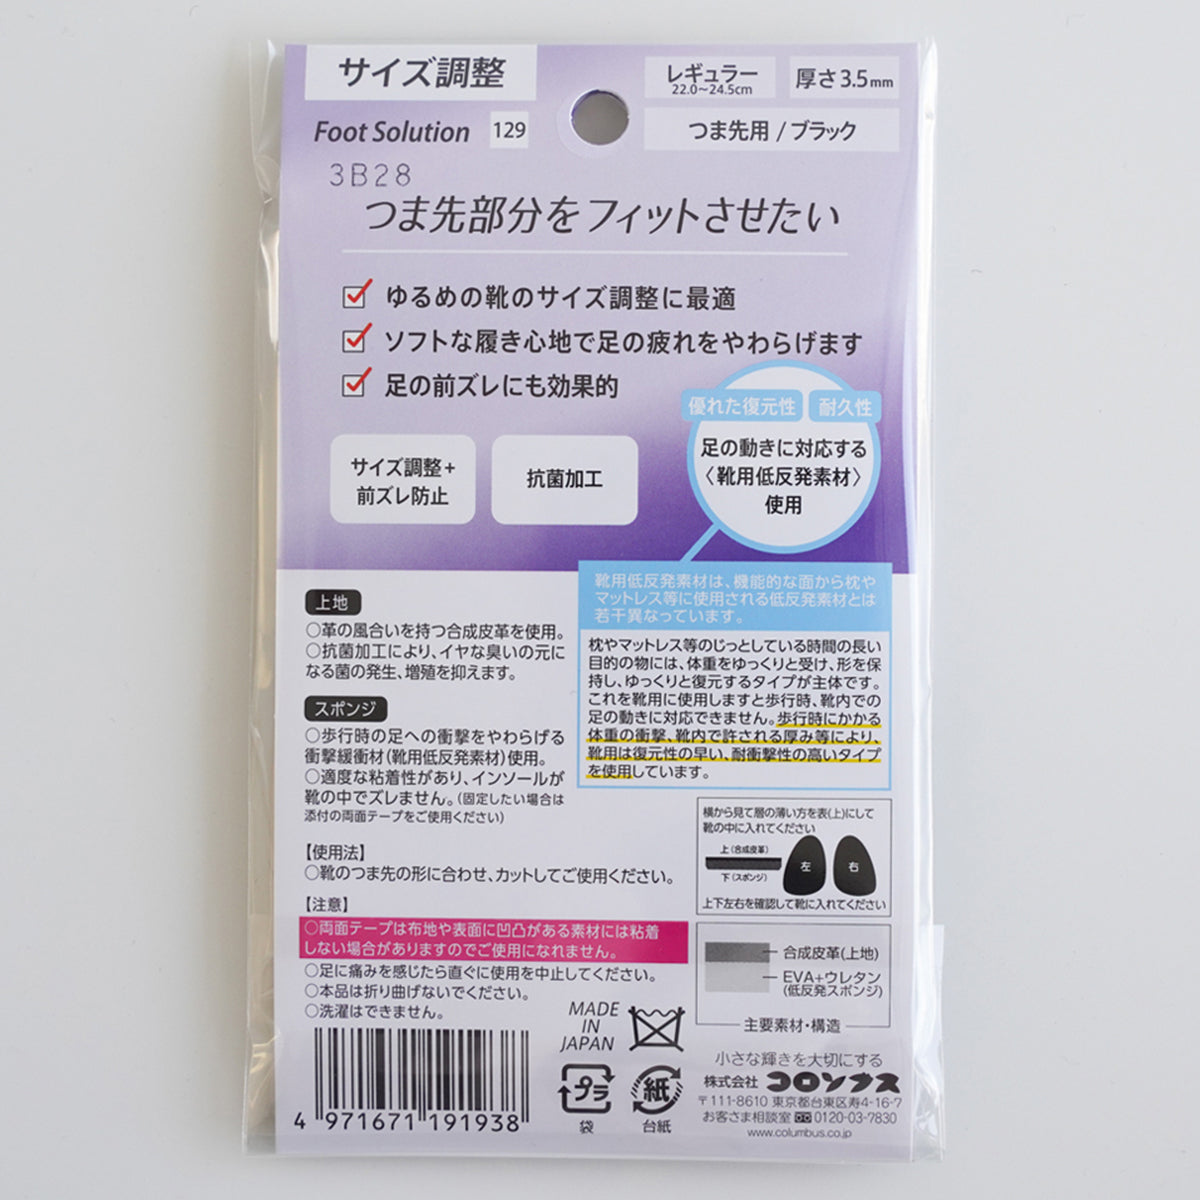 サイズ調整
レギュラー
22.0~24.5cm
厚さ3.5mm
Foot Solution 129
つま先用 / ブラック
3B28
つま先部分をフィットさせたい
ゆるめの靴のサイズ調整に最適
ソフトな履き心地で足の疲れをやわらげます
足の前ズレにも効果的
優れた復元性 耐久性
足の動きに対応する
〈靴用低反発素材〉
使用
サイズ調整+
前ズレ防止
抗菌加工
靴用低反発素材は、機能的な面から枕や
マットレス等に使用される低反発素材とは
若干異なっています。
枕やマットレス等のじっとしている時間の長い
目的の物には、体重をゆっくりと受け、形を保
持し、ゆっくりと復元するタイプが主体です。
これを靴用に使用しますと歩行時、靴内での
足の動きに対応できません。歩行時にかかる
体重の衝撃、靴内で許される厚み等により、
靴用は復元性の早い、耐衝撃性の高いタイプ
を使用しています。
上地
○革の風合いを持つ合成皮革を使用。
○抗菌加工により、イヤな臭いの元に
なる菌の発生、増殖を抑えます。
スポンジ
○歩行時の足への衝撃をやわらげる
衝撃緩衝材(靴用低反発素材)使用。
○適度な粘着性があり、インソールが
靴の中でズレません。(固定したい場合は
添付の両面テープをご使用ください)
【使用法】
○靴のつま先の形に合わせ、カットしてご使用ください。
【注意】
○両面テープは布地や表面に凹凸がある素材には粘着
しない場合がありますのでご使用になれません。
○足に痛みを感じたら直ぐに使用を中止してください。
○本品は折り曲げないでください。
○洗濯はできません。
横から見て層の薄い方を表(上)にして
靴の中に入れてください
上(合成皮革)
下(スポンジ)
左 右
上下左右を確認して靴に入れてください
合成皮革(上地)
EVA+ウレタン
(低反発スポンジ)
主要素材・構造
MADE
IN
JAPAN
プラ
袋
紙
台紙
小さな輝きを大切にする
株式会社 コロンブス
〒111-8610 東京都台東区寿4-16-7
お客さま相談室 0120-03-7830
www.columbus.co.jp
4 971671 191938